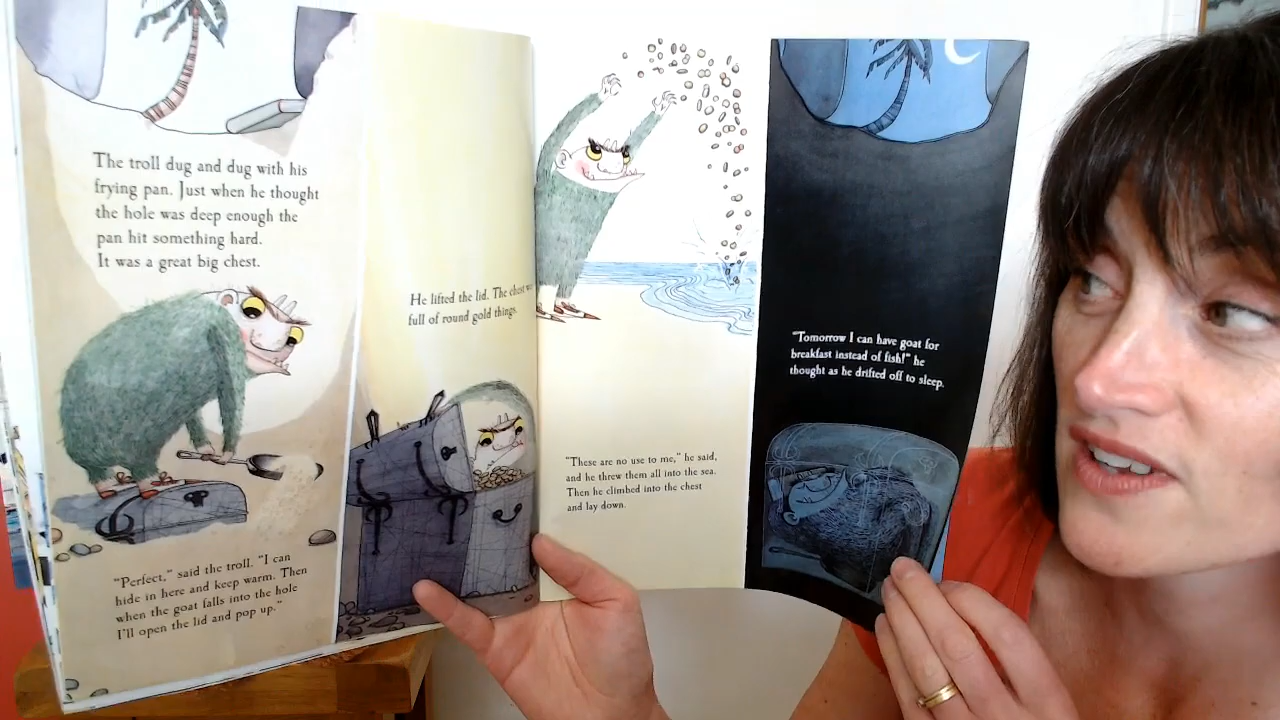 The troll dug and dug with his
frying pan. Just when he thought
the hole was deep enough the
pan hit something hard.
It was a great big chest.
"Perfect," said the troll. "I can
hide in here and keep warm. Then
when the goat falls into the hole
I'll open the lid and pop up."
He lifted the lid. The chest was
full of round gold things.
"These are no use to me," he said,
and he threw them all into the sea.
Then he climbed into the chest
and lay down.
"Tomorrow I can have goat for
breakfast instead of fish!" he
thought as he drifted off to sleep.